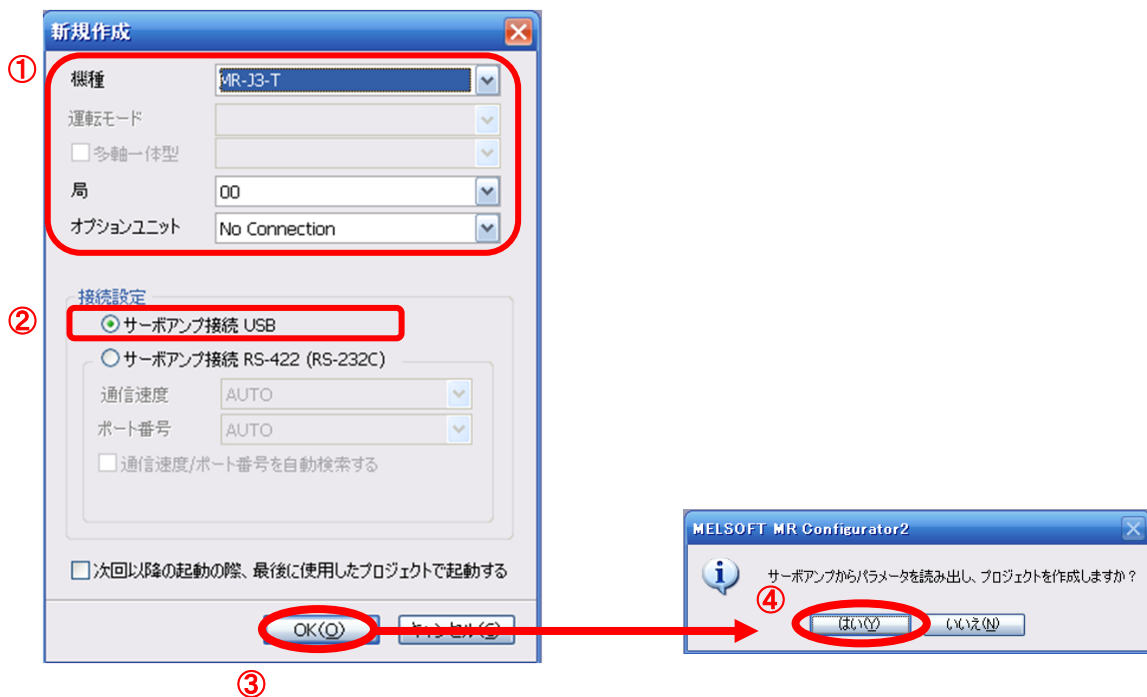 新規作成
①
機種
MR-J3-T
運転モード
多軸一体型
局
00
オプションユニット
No Connection
接続設定
②
サーボアンプ接続 USB
サーボアンプ接続 RS-422 (RS-232C)
通信速度
AUTO
ポート番号
AUTO
通信速度/ポート番号を自動検索する
次回以降の起動の際、最後に使用したプロジェクトで起動する
OK(O)
キャンセル(C)
③
MELSOFT MR Configurator2
サーボアンプからパラメータを読み出し、プロジェクトを作成しますか?
④
はい(Y)
いいえ(N)